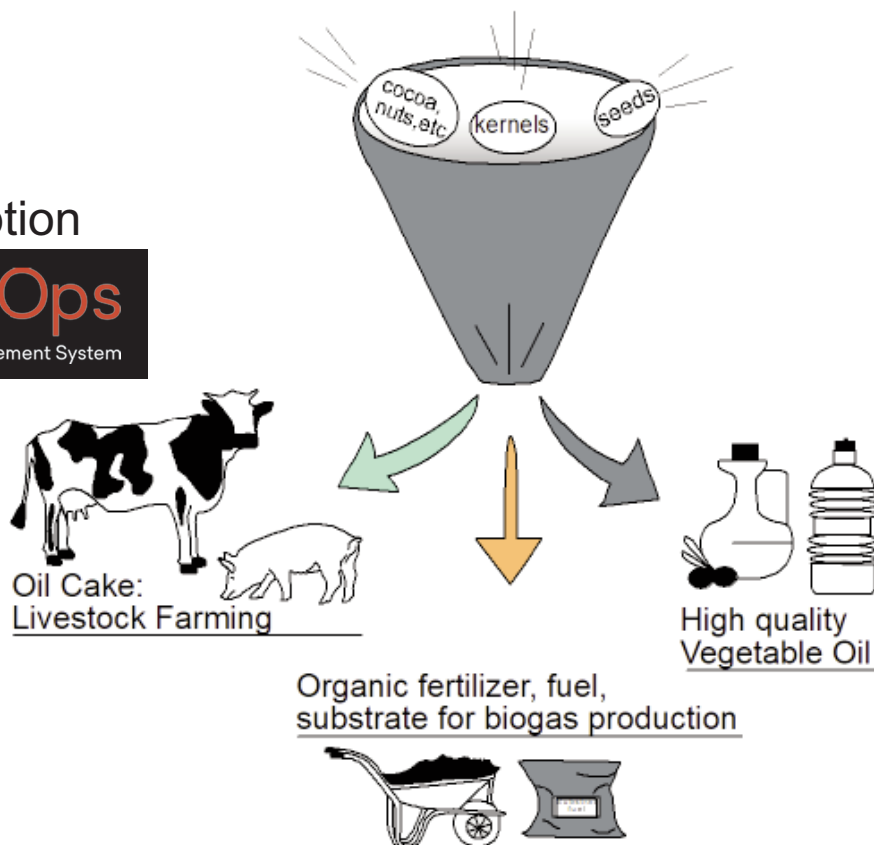 cocoa,
nuts,etc
kernels
seeds
ption
Ops
ement System
Oil Cake:
Livestock Farming
High quality
Vegetable Oil
Organic fertilizer, fuel,
substrate for biogas production
fuel